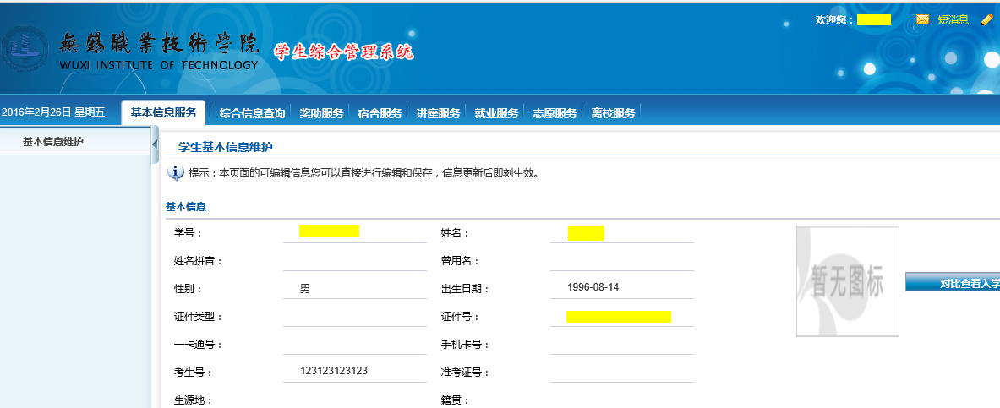 欢迎您：
短消息
無錫職業技術學院
WUXI INSTITUTE OF TECHNOLOGY
学生综合管理系统
2016年2月26日 星期五
基本信息服务 综合信息查询 奖助服务 宿舍服务 讲座服务 就业服务 志愿服务 离校服务
基本信息维护
学生基本信息维护
提示：本页面的可编辑信息您可以直接进行编辑和保存，信息更新后即刻生效。
基本信息
学号： 姓名：
姓名拼音： 曾用名：
性别： 男 出生日期： 1996-08-14
暂无图标
对比查看入学
证件类型： 证件号：
一卡通号： 手机卡号：
考生号： 123123123123 准考证号：
生源地： 籍贯：